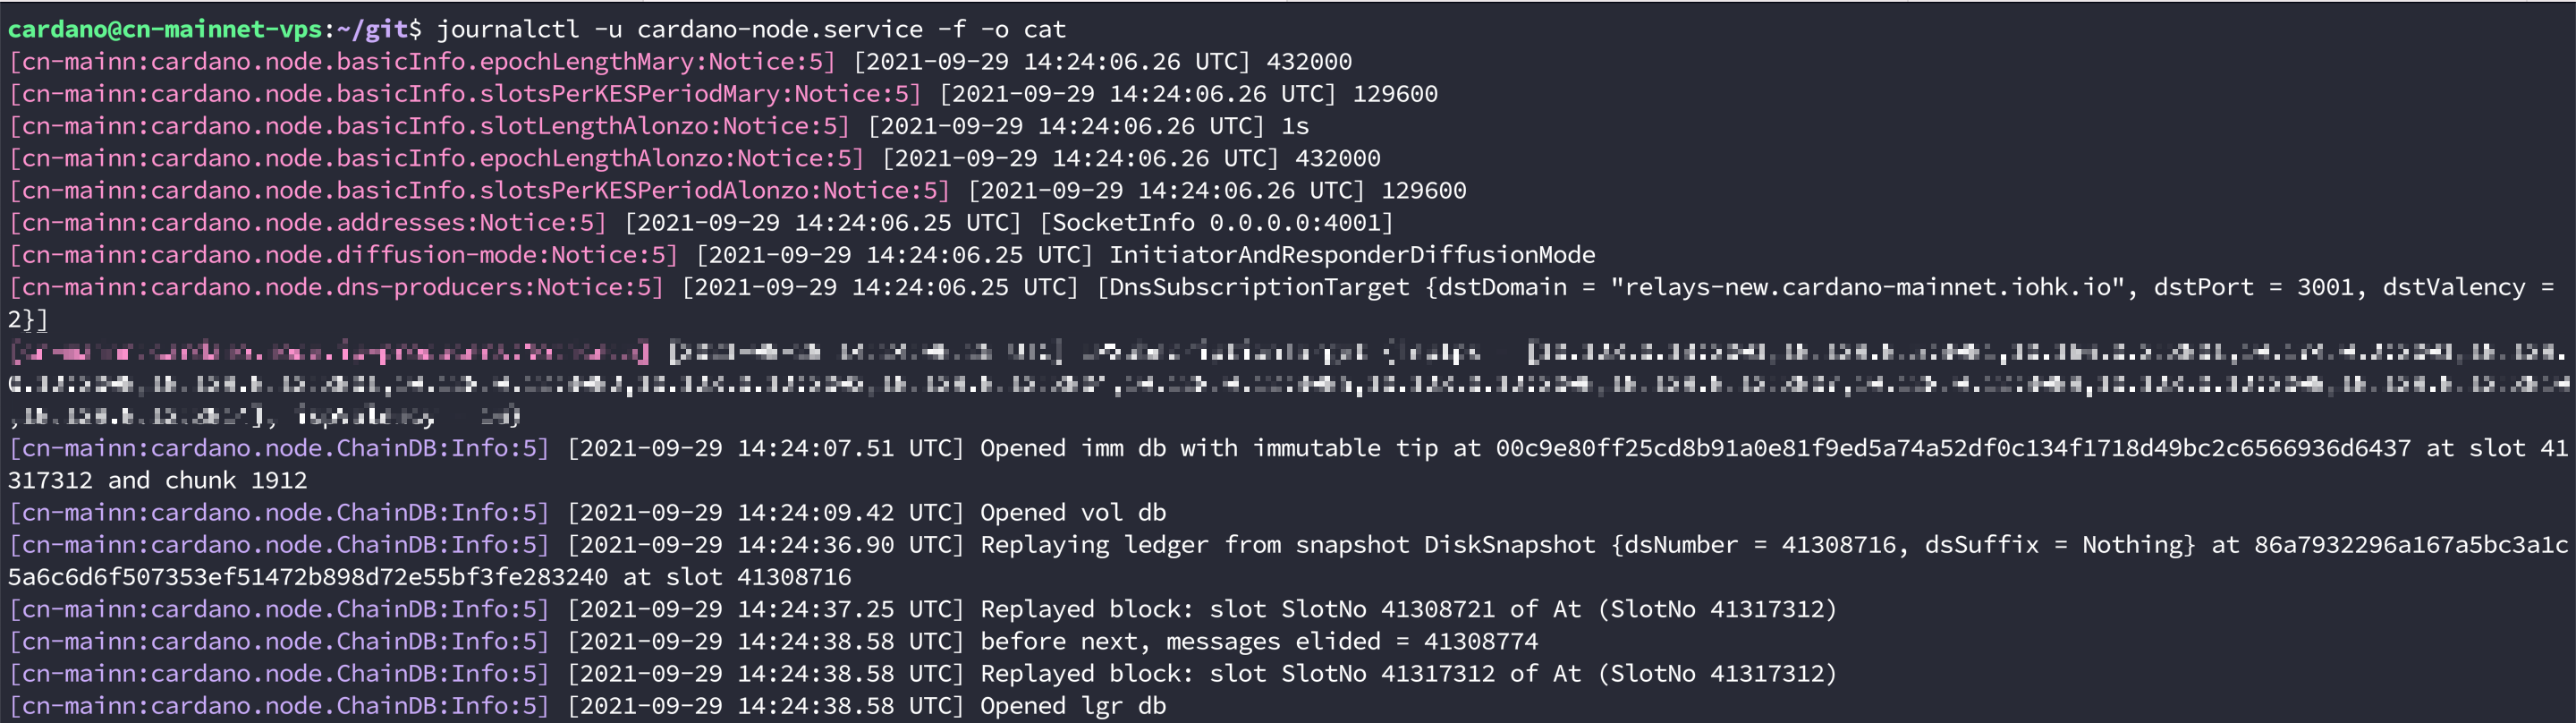 cardano@cn-mainnet-vps:~/git$ journalctl -u cardano-node.service -f -o cat
[cn-mainn:cardano.node.basicInfo.epochLengthMary:Notice:5] [2021-09-29 14:24:06.26 UTC] 432000
[cn-mainn:cardano.node.basicInfo.slotsPerKESPeriodMary:Notice:5] [2021-09-29 14:24:06.26 UTC] 129600
[cn-mainn:cardano.node.basicInfo.slotLengthAlonzo:Notice:5] [2021-09-29 14:24:06.26 UTC] 1s
[cn-mainn:cardano.node.basicInfo.epochLengthAlonzo:Notice:5] [2021-09-29 14:24:06.26 UTC] 432000
[cn-mainn:cardano.node.basicInfo.slotsPerKESPeriodAlonzo:Notice:5] [2021-09-29 14:24:06.26 UTC] 129600
[cn-mainn:cardano.node.addresses:Notice:5] [2021-09-29 14:24:06.25 UTC] [SocketInfo 0.0.0.0:4001]
[cn-mainn:cardano.node.diffusion-mode:Notice:5] [2021-09-29 14:24:06.25 UTC] InitiatorAndResponderDiffusionMode
[cn-mainn:cardano.node.dns-producers:Notice:5] [2021-09-29 14:24:06.25 UTC] [DnsSubscriptionTarget {dstDomain = "relays-new.cardano-mainnet.iohk.io", dstPort = 3001, dstValency =
2}]
[cn-mainn:cardano.node.ChainDB:Info:5] [2021-09-29 14:24:07.51 UTC] Opened imm db with immutable tip at 00c9e80ff25cd8b91a0e81f9ed5a74a52df0c134f1718d49bc2c6566936d6437 at slot 41
317312 and chunk 1912
[cn-mainn:cardano.node.ChainDB:Info:5] [2021-09-29 14:24:09.42 UTC] Opened vol db
[cn-mainn:cardano.node.ChainDB:Info:5] [2021-09-29 14:24:36.90 UTC] Replaying ledger from snapshot DiskSnapshot {dsNumber = 41308716, dsSuffix = Nothing} at 86a7932296a167a5bc3a1c
5a6c6d6f507353ef51472b898d72e55bf3fe283240 at slot 41308716
[cn-mainn:cardano.node.ChainDB:Info:5] [2021-09-29 14:24:37.25 UTC] Replayed block: slot SlotNo 41308721 of At (SlotNo 41317312)
[cn-mainn:cardano.node.ChainDB:Info:5] [2021-09-29 14:24:38.58 UTC] before next, messages elided = 41308774
[cn-mainn:cardano.node.ChainDB:Info:5] [2021-09-29 14:24:38.58 UTC] Replayed block: slot SlotNo 41317312 of At (SlotNo 41317312)
[cn-mainn:cardano.node.ChainDB:Info:5] [2021-09-29 14:24:38.58 UTC] Opened lgr db